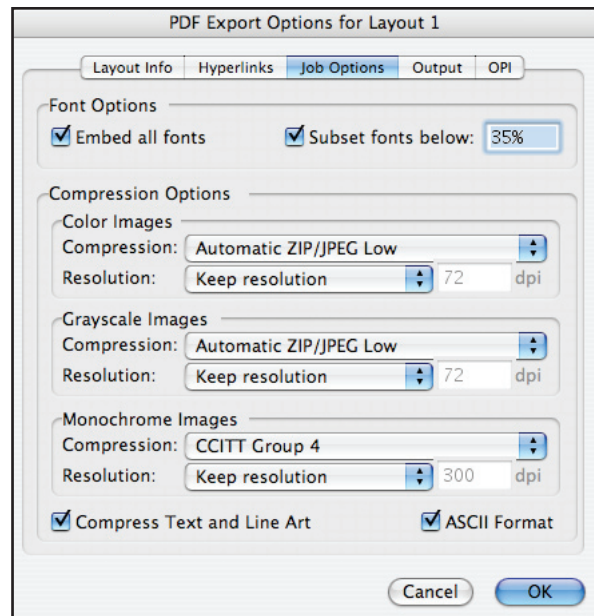 PDF Export Options for Layout 1
Layout Info Hyperlinks Job Options Output OPI
Font Options
Embed all fonts Subset fonts below: 35%
Compression Options
Color Images
Compression: Automatic ZIP/JPEG Low
Resolution: Keep resolution 72 dpi
Grayscale Images
Compression: Automatic ZIP/JPEG Low
Resolution: Keep resolution 72 dpi
Monochrome Images
Compression: CCITT Group 4
Resolution: Keep resolution 300 dpi
Compress Text and Line Art ASCII Format
Cancel OK